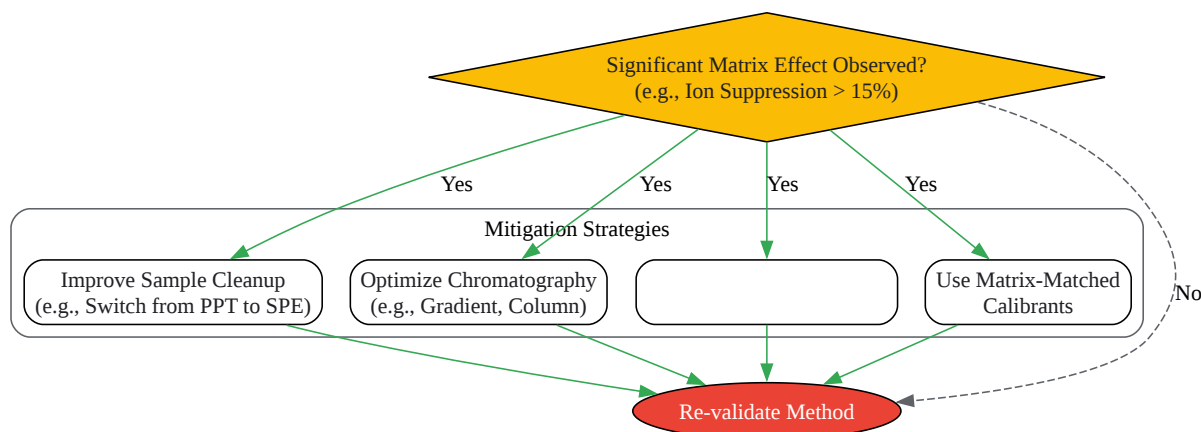 Significant Matrix Effect Observed?
(e.g., Ion Suppression > 15%)
Yes
Yes
Yes
Yes
No
Mitigation Strategies
Improve Sample Cleanup
(e.g., Switch from PPT to SPE)
Optimize Chromatography
(e.g., Gradient, Column)
Use Matrix-Matched
Calibrants
Re-validate Method